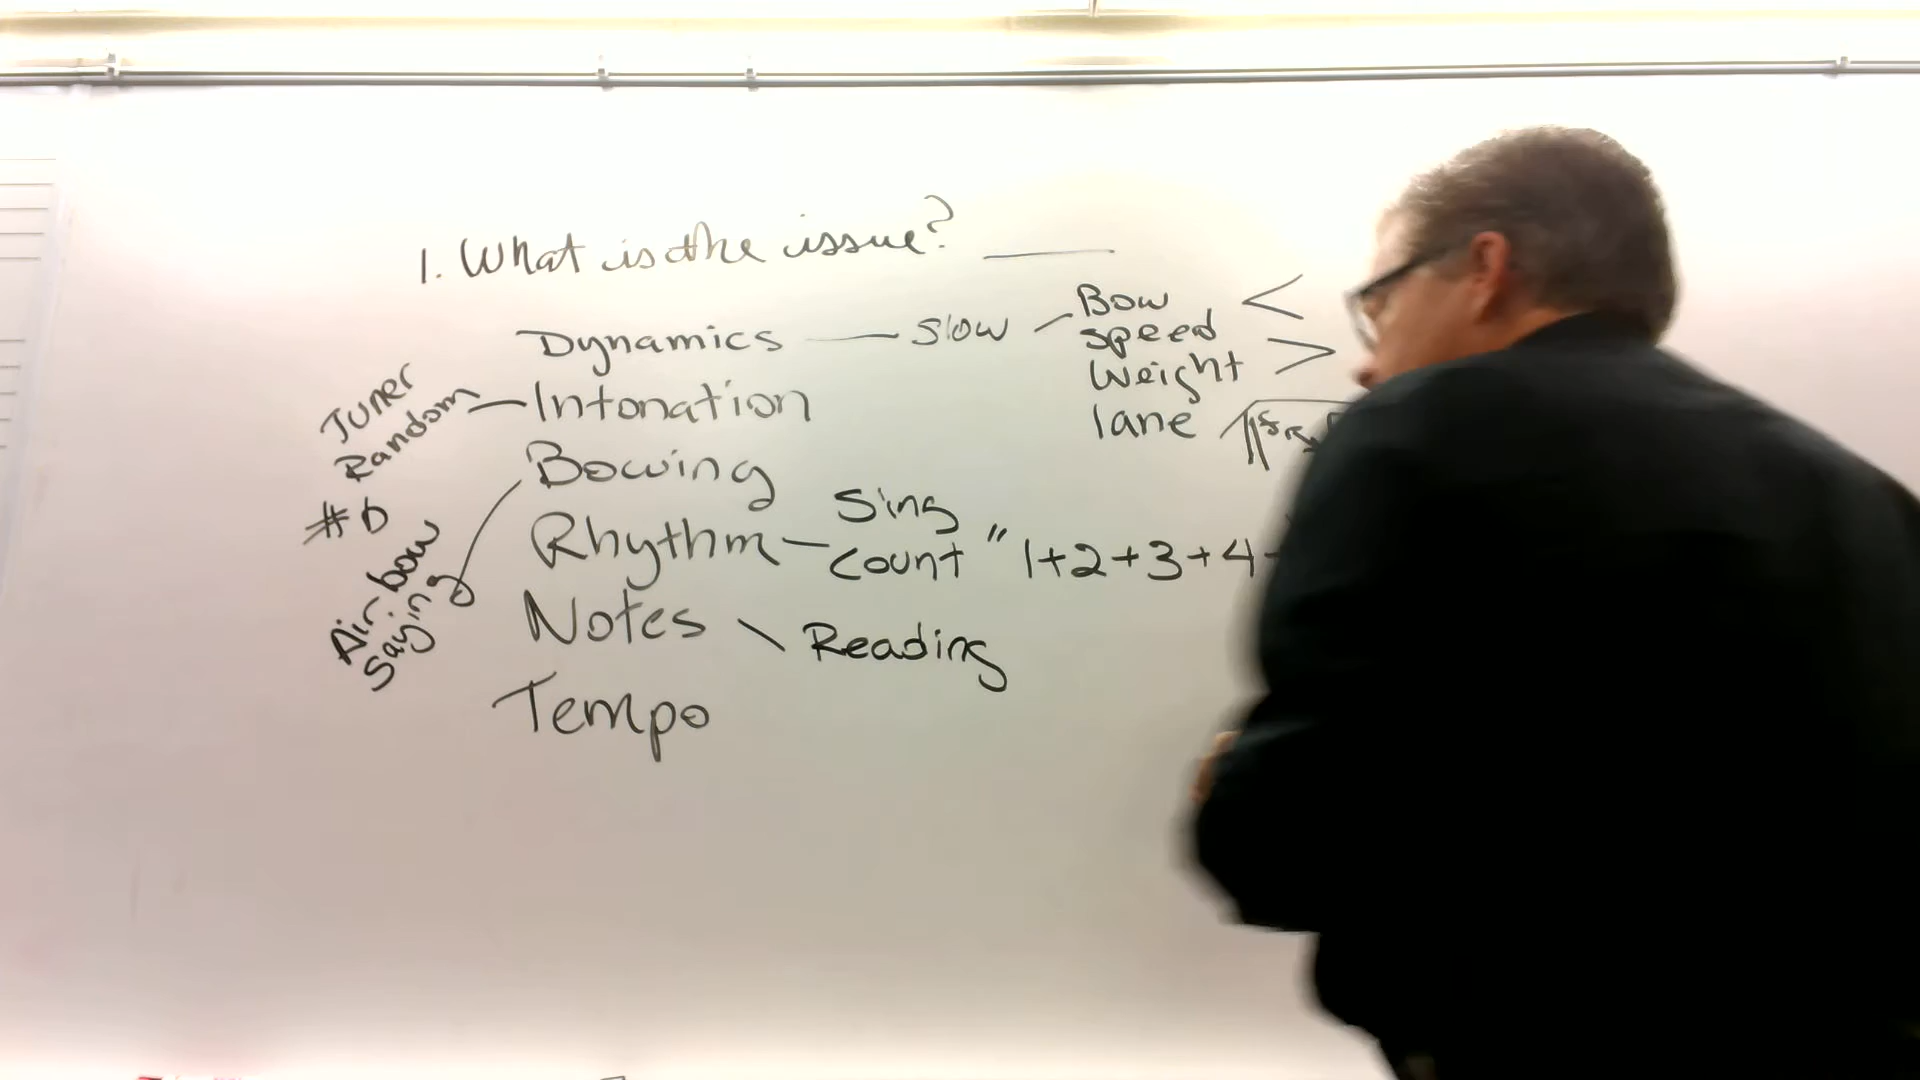 1. What is the issue?
Dynamics — slow
Bow
speed
Weight
lane
< >
Tuner
Random
Intonation
# b
Bowing
Air-bow
Saying
Rhythm
Sing
count " 1+2+3+4
Notes \ Reading
Tempo